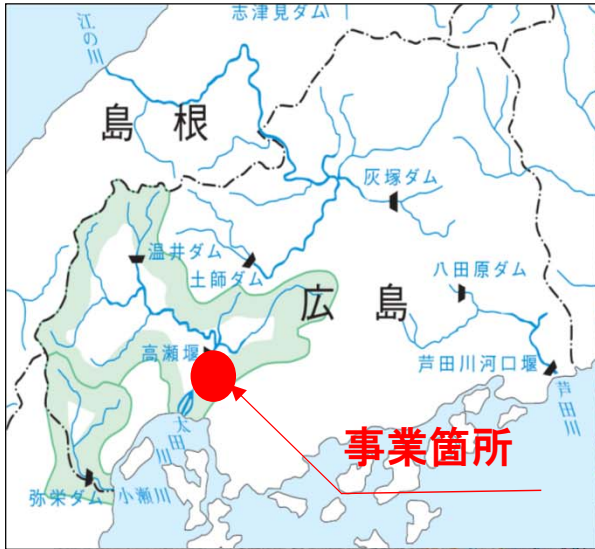 志津見ダム
江の川
島根
灰塚ダム
温井ダム
土師ダム
八田原ダム
広島
高瀬堰
芦田川河口堰
芦田川
太田川
事業箇所
弥栄ダム
小瀬川